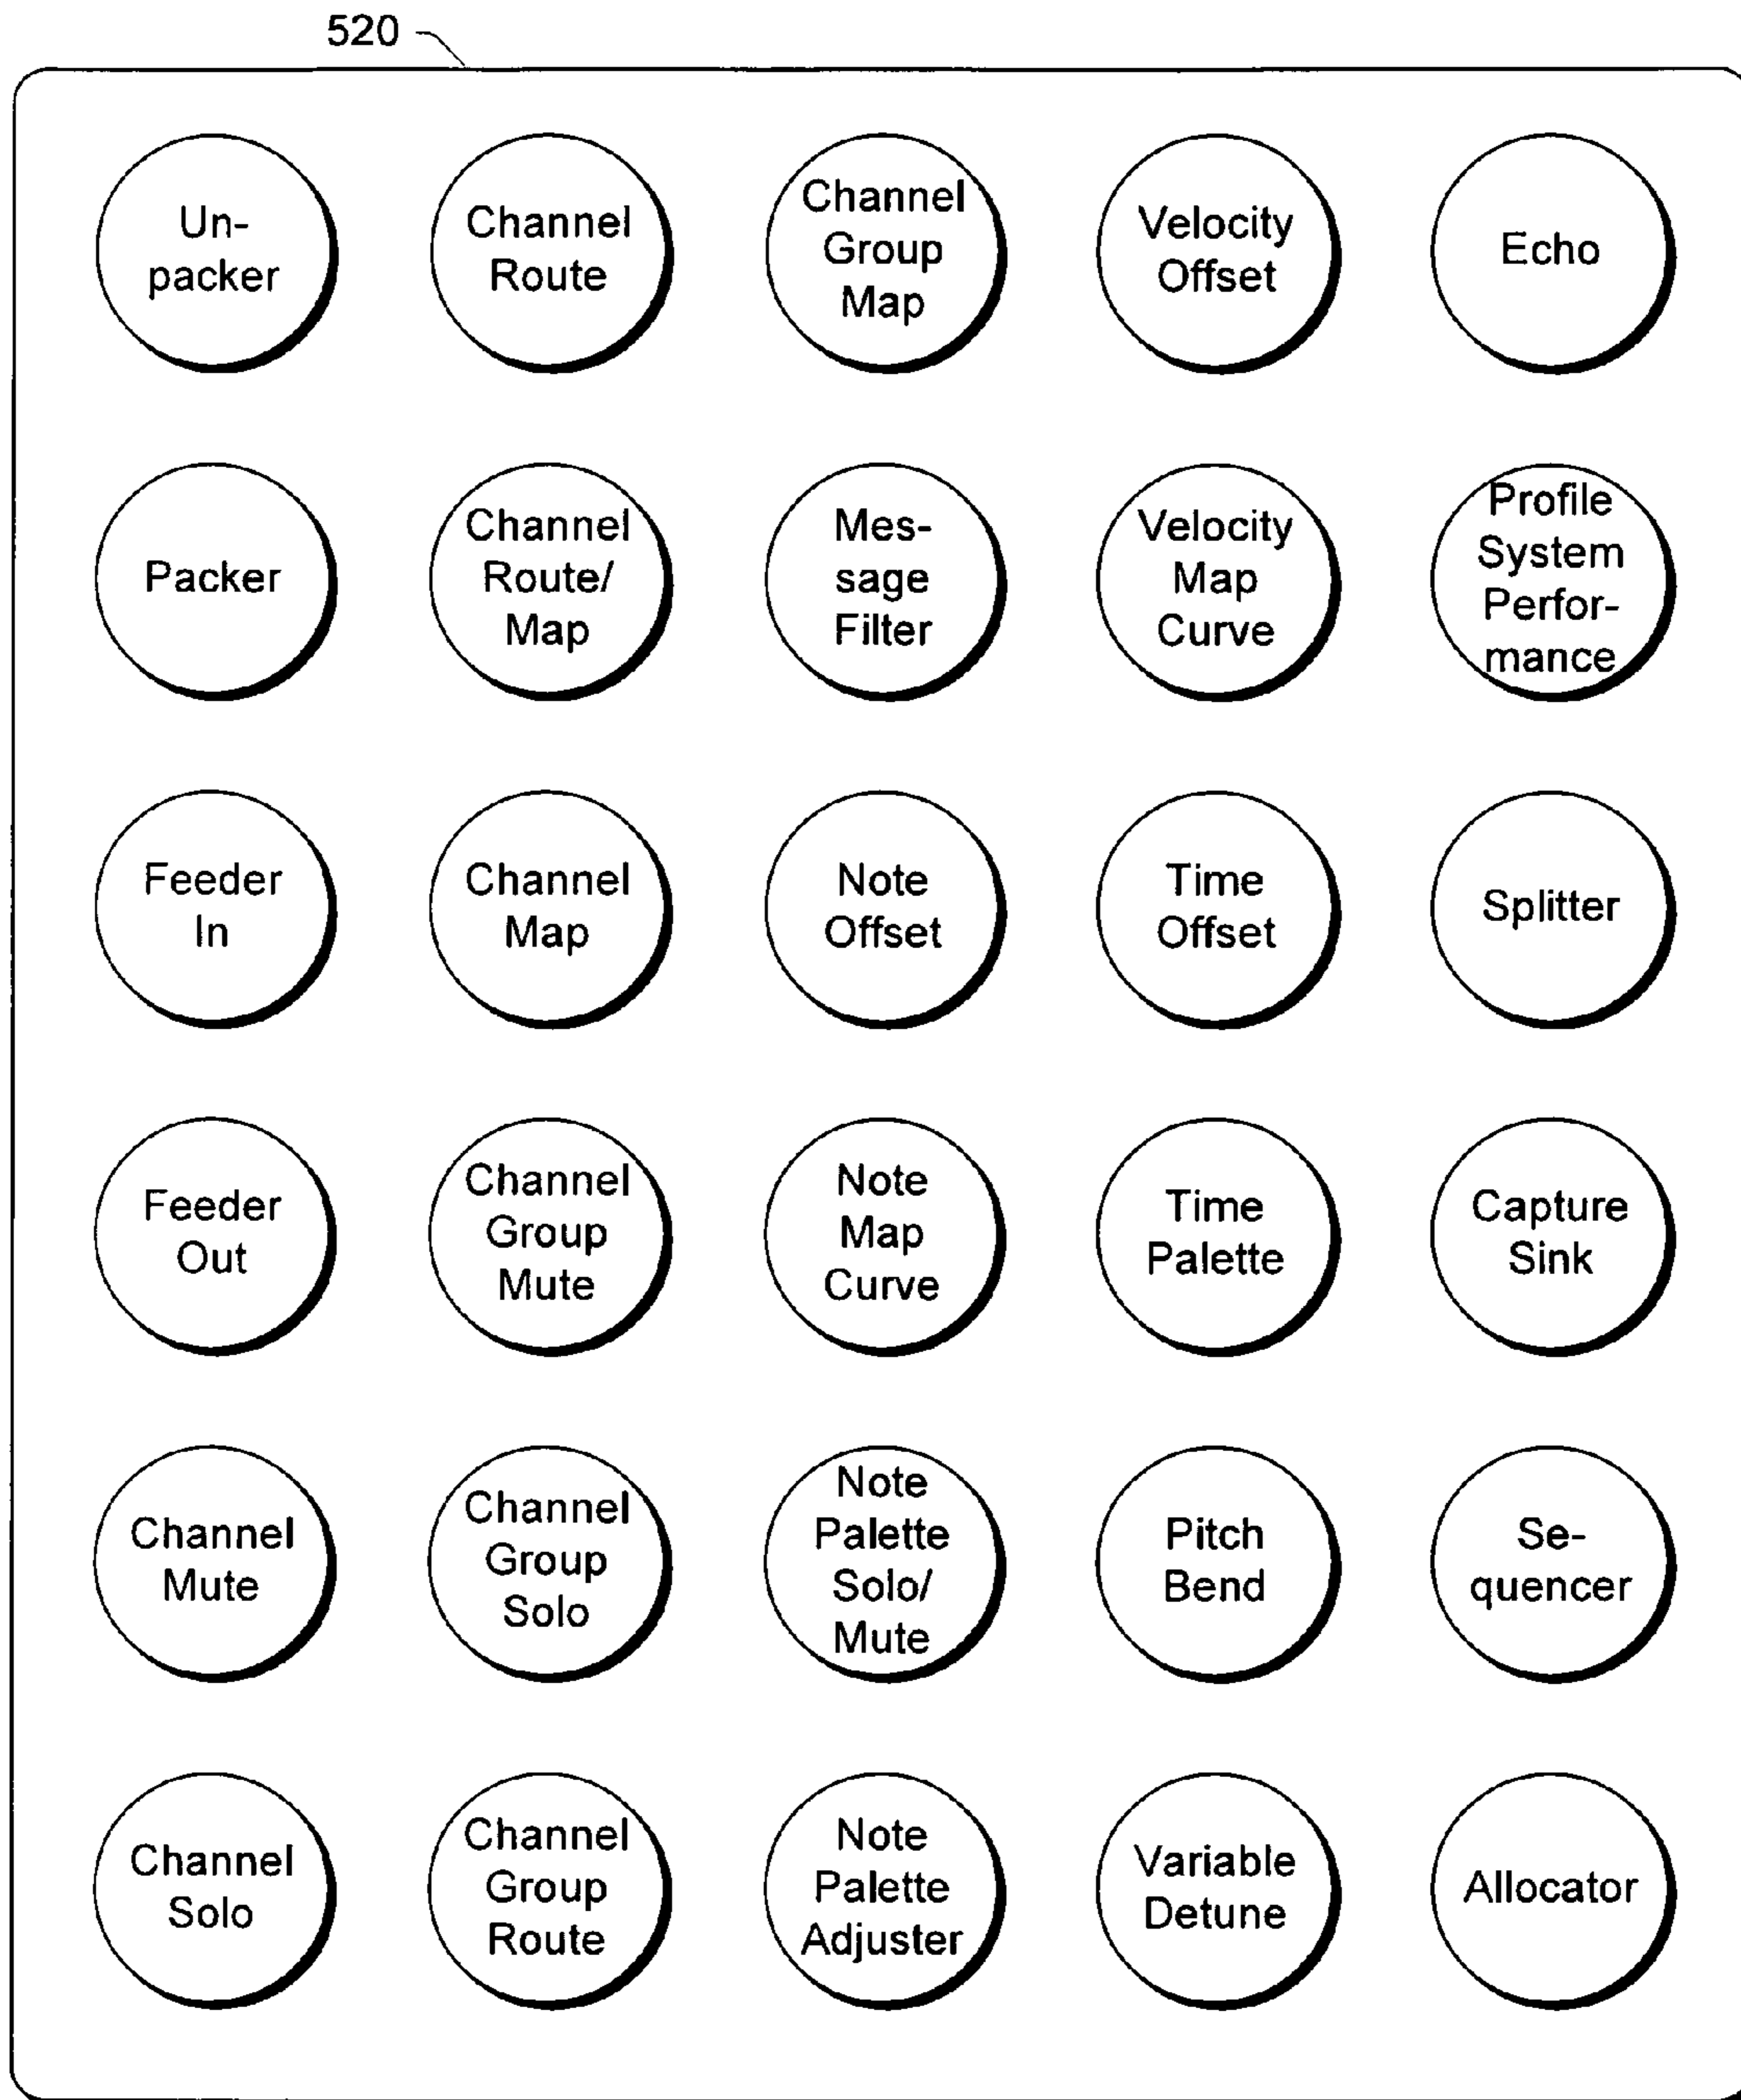 520
Un-
packer
Channel
Route
Channel
Group
Map
Velocity
Offset
Echo
Packer
Channel
Route/
Map
Mes-
sage
Filter
Velocity
Map
Curve
Profile
System
Perfor-
mance
Feeder
In
Channel
Map
Note
Offset
Time
Offset
Splitter
Feeder
Out
Channel
Group
Mute
Note
Map
Curve
Time
Palette
Capture
Sink
Channel
Mute
Channel
Group
Solo
Note
Palette
Solo/
Mute
Pitch
Bend
Se-
quencer
Channel
Solo
Channel
Group
Route
Note
Palette
Adjuster
Variable
Detune
Allocator